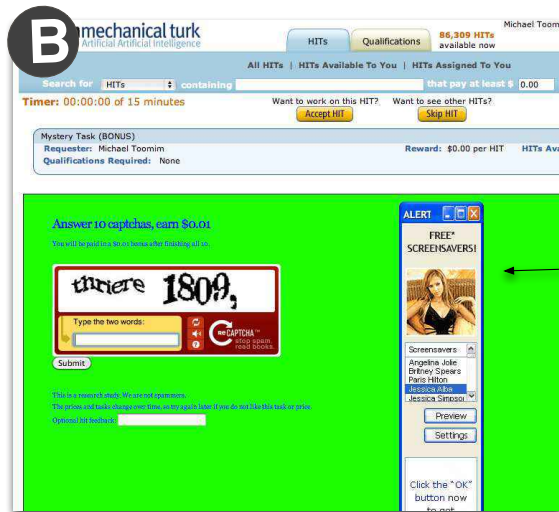 B
mechanical turk
Artificial Artificial Intelligence
HITs
Qualifications
86,309 HITs
available now
Michael Toom
All HITs | HITs Available To You | HITs Assigned To You
Search for HITs containing that pay at least $ 0.00
Timer: 00:00:00 of 15 minutes
Want to work on this HIT? Want to see other HITs?
Accept HIT Skip HIT
Mystery Task (BONUS)
Requester: Michael Toomim Reward: $0.00 per HIT HITs Ava
Qualifications Required: None
Answer 10 captchas, earn $0.01
You will be paid in a $0.01 bonus after finishing all 10.
1809,
Type the two words:
reCAPTCHA™
stop spam.
read books.
Submit
This is a research study. We are not spammers.
The prices and tasks change over time, so try again later if you do not like this task or price.
Optional hit feedback:
ALERT
FREE*
SCREENSAVERS!
Screensavers
Angelina Jolie
Britney Spears
Paris Hilton
Jessica Alba
Jessica Simpson
Preview
Settings
Click the "OK"
button now
to get